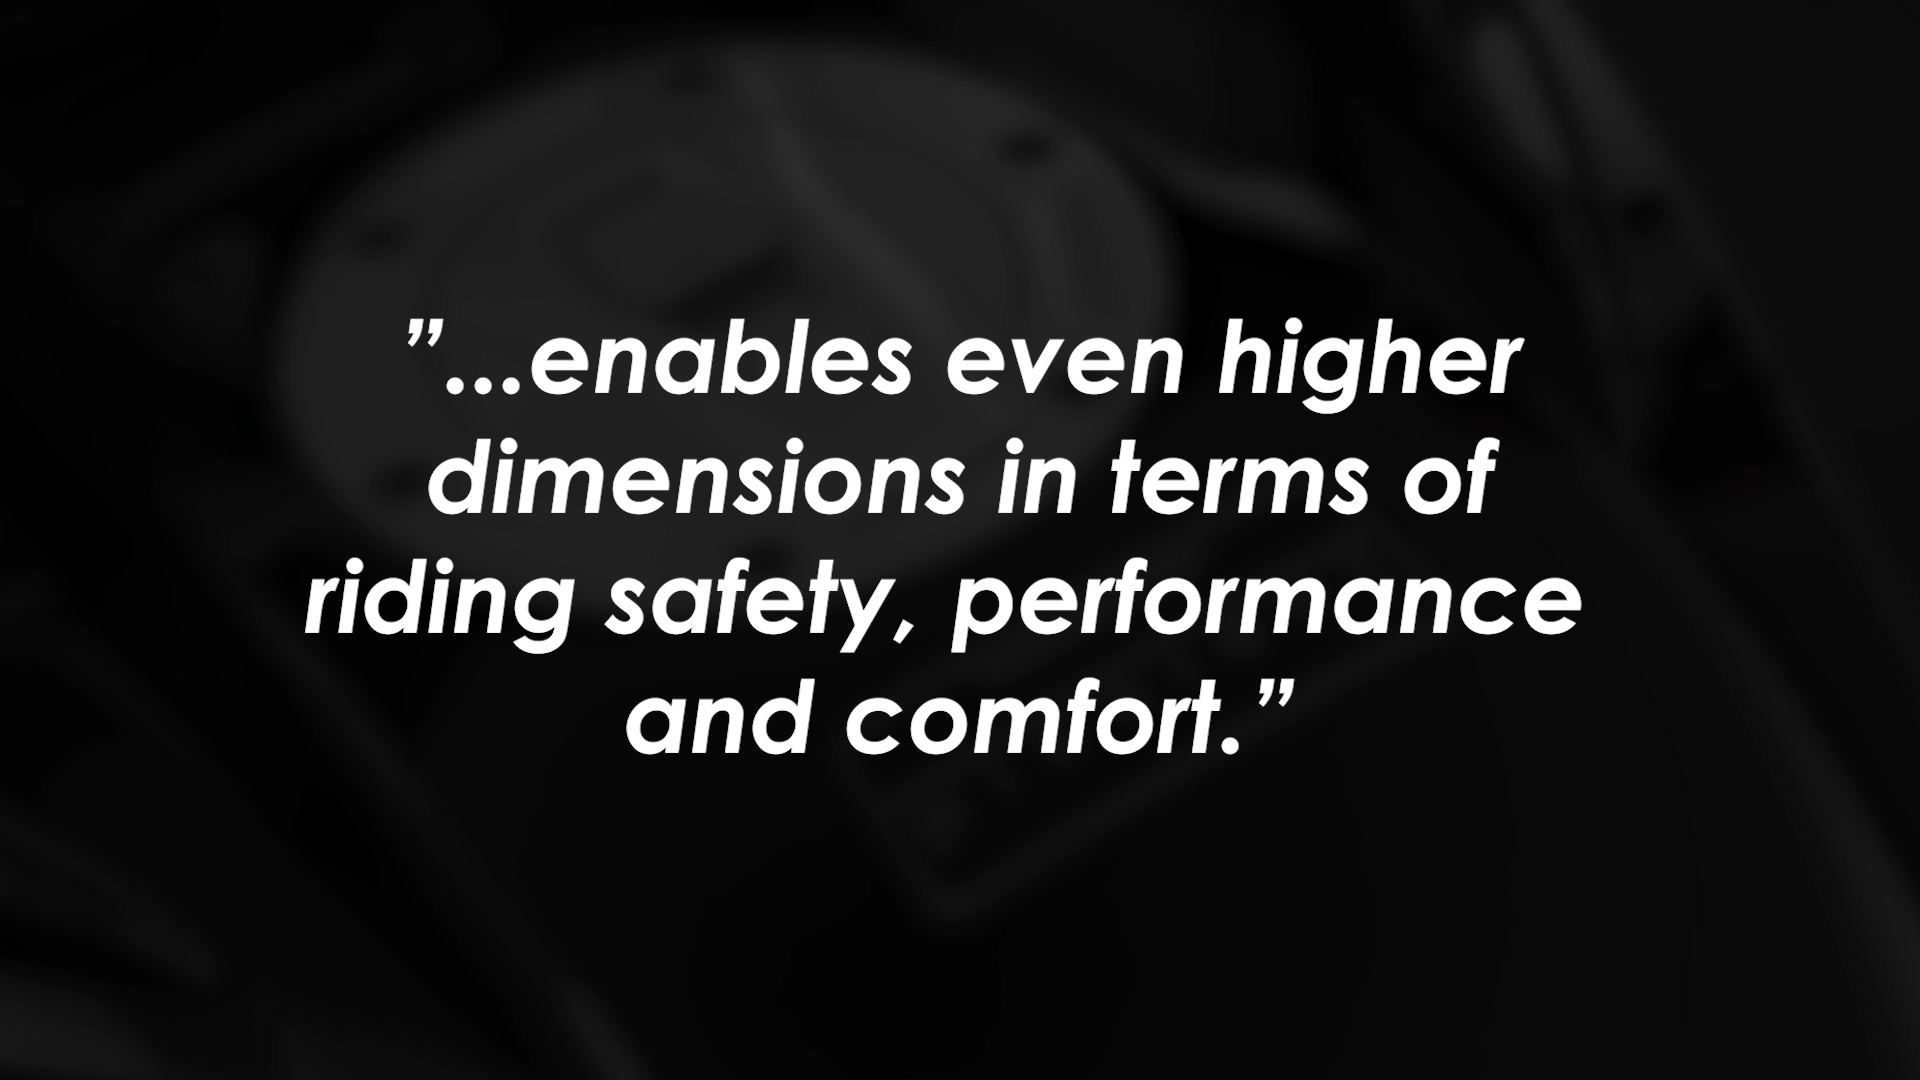 ”...enables even higher
dimensions in terms of
riding safety, performance
and comfort.”